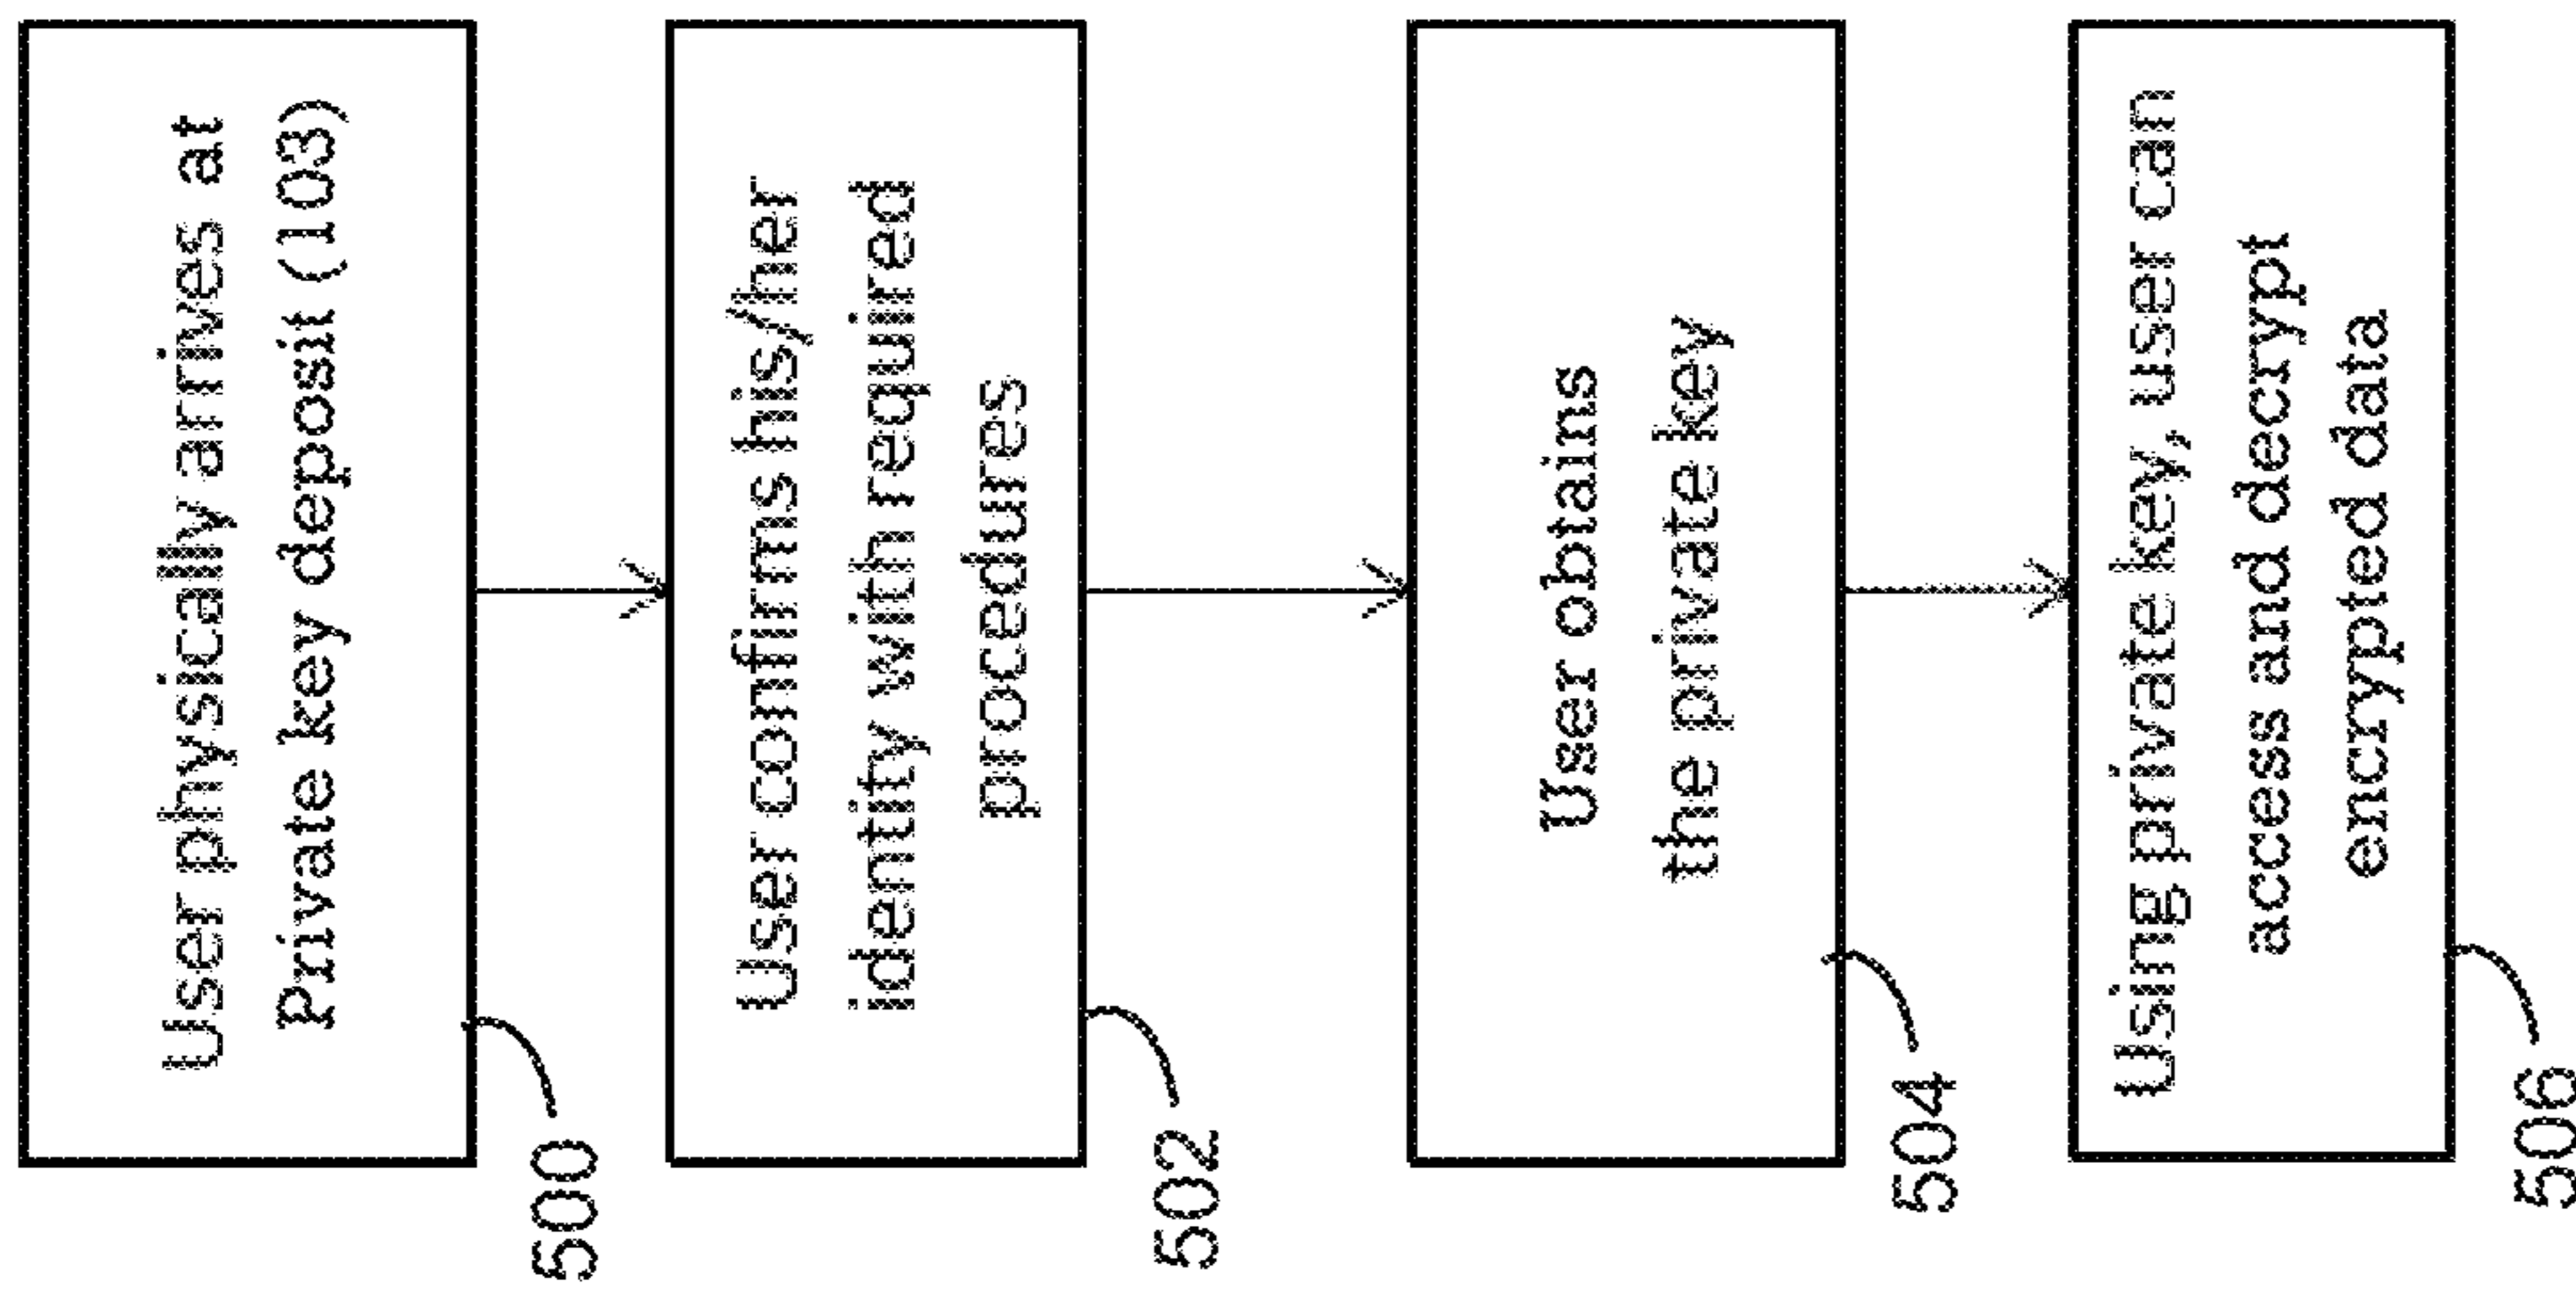 User physically arrives at
Private key deposit (103)
500
User confirms his/her
identity with required
procedures
502
User obtains
the private key
504
Using private key, user can
access and decrypt
encrypted data
506